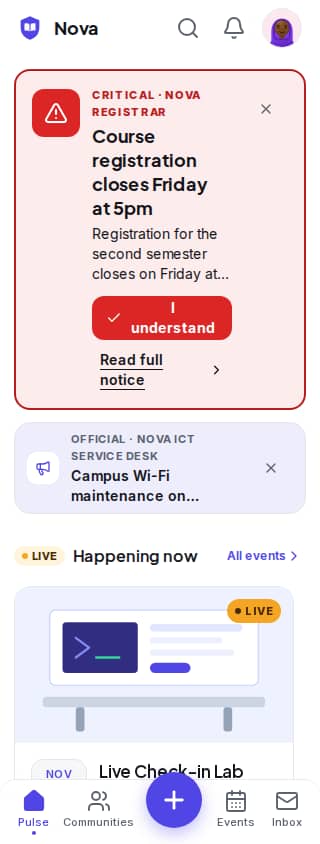 Nova
CRITICAL · NOVA
REGISTRAR
Course
registration
closes Friday
at 5pm
Registration for the
second semester
closes on Friday at...
I
understand
Read full
notice
OFFICIAL · NOVA ICT
SERVICE DESK
Campus Wi-Fi
maintenance on...
LIVE Happening now All events
LIVE
NOV Live Check-in Lab
Pulse Communities Events Inbox